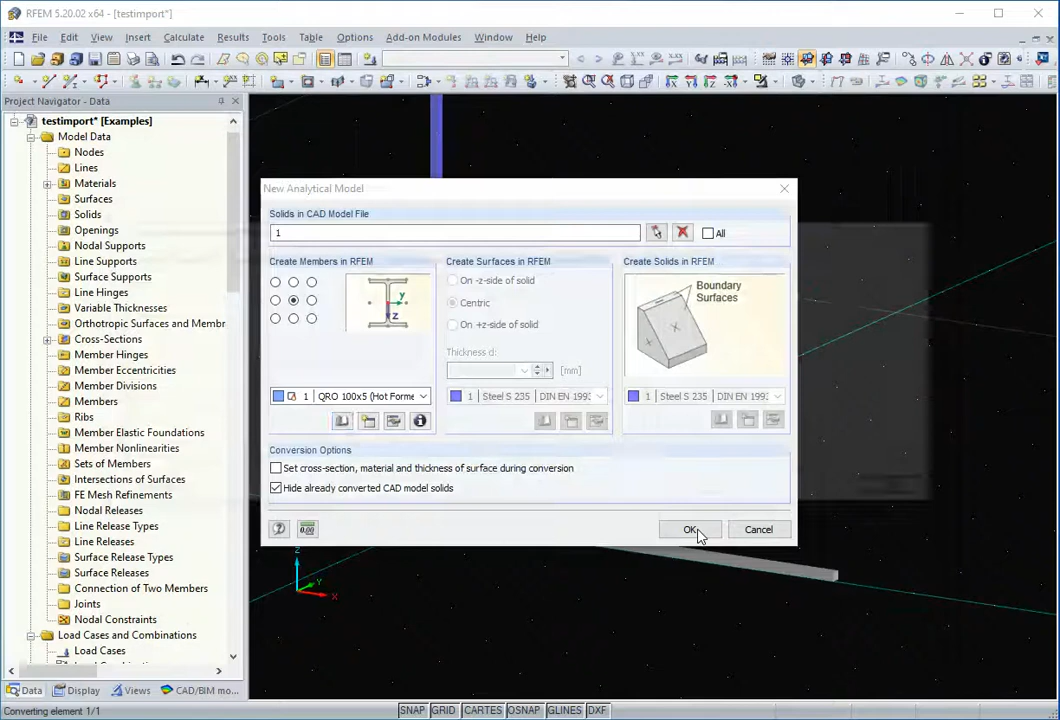 RFEM 5.20.02 x64 - [testimport*]
File Edit View Insert Calculate Results Tools Table Options Add-on Modules Window Help
Project Navigator - Data
testimport* [Examples]
Model Data
Nodes
Lines
Materials
Surfaces
Solids
Openings
Nodal Supports
Line Supports
Surface Supports
Line Hinges
Variable Thicknesses
Orthotropic Surfaces and Membr
Cross-Sections
Member Hinges
Member Eccentricities
Member Divisions
Members
Ribs
Member Elastic Foundations
Member Nonlinearities
Sets of Members
Intersections of Surfaces
FE Mesh Refinements
Nodal Releases
Line Release Types
Line Releases
Surface Release Types
Surface Releases
Connection of Two Members
Joints
Nodal Constraints
Load Cases and Combinations
Load Cases
Data Display Views CAD/BIM mo...
Converting element 1/1
New Analytical Model
Solids in CAD Model File
1
All
Create Members in RFEM
y
z
1 QRO 100x5 (Hot Forme
Create Surfaces in RFEM
On -z-side of solid
Centric
On +z-side of solid
Thickness d:
[mm]
1 Steel S 235 DIN EN 1993
Create Solids in RFEM
Boundary
Surfaces
1 Steel S 235 DIN EN 1993
Conversion Options
Set cross-section, material and thickness of surface during conversion
Hide already converted CAD model solids
OK Cancel
Z
Y
X
SNAP GRID CARTES OSNAP GLINES DXF